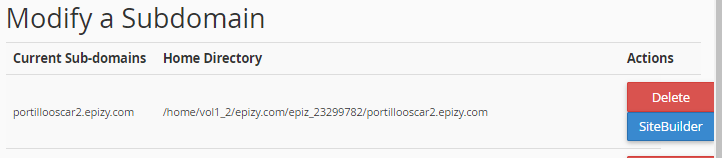 Modify a Subdomain
Current Sub-domains Home Directory Actions
portillooscar2.epizy.com /home/vol1_2/epizy.com/epiz_23299782/portillooscar2.epizy.com Delete
SiteBuilder